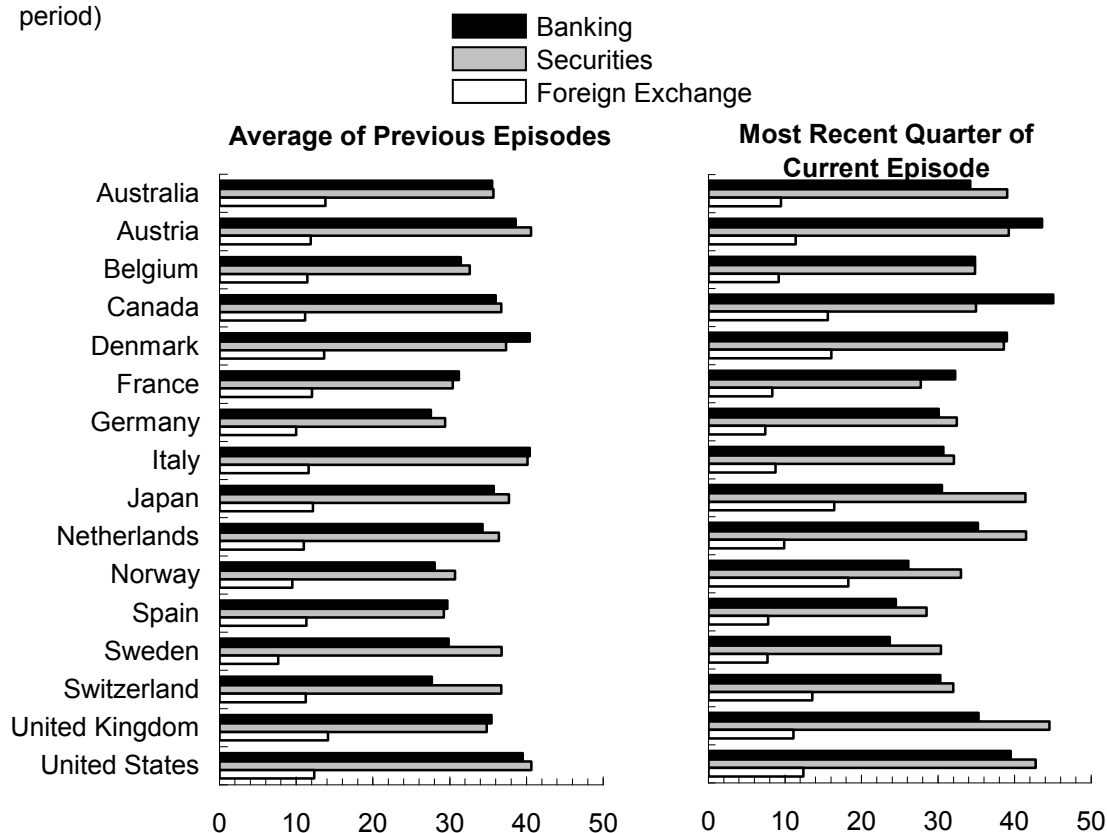 period)
Banking
Securities
Foreign Exchange
Average of Previous Episodes
Most Recent Quarter of
Current Episode
Australia
Austria
Belgium
Canada
Denmark
France
Germany
Italy
Japan
Netherlands
Norway
Spain
Sweden
Switzerland
United Kingdom
United States
0 10 20 30 40 50
0 10 20 30 40 50